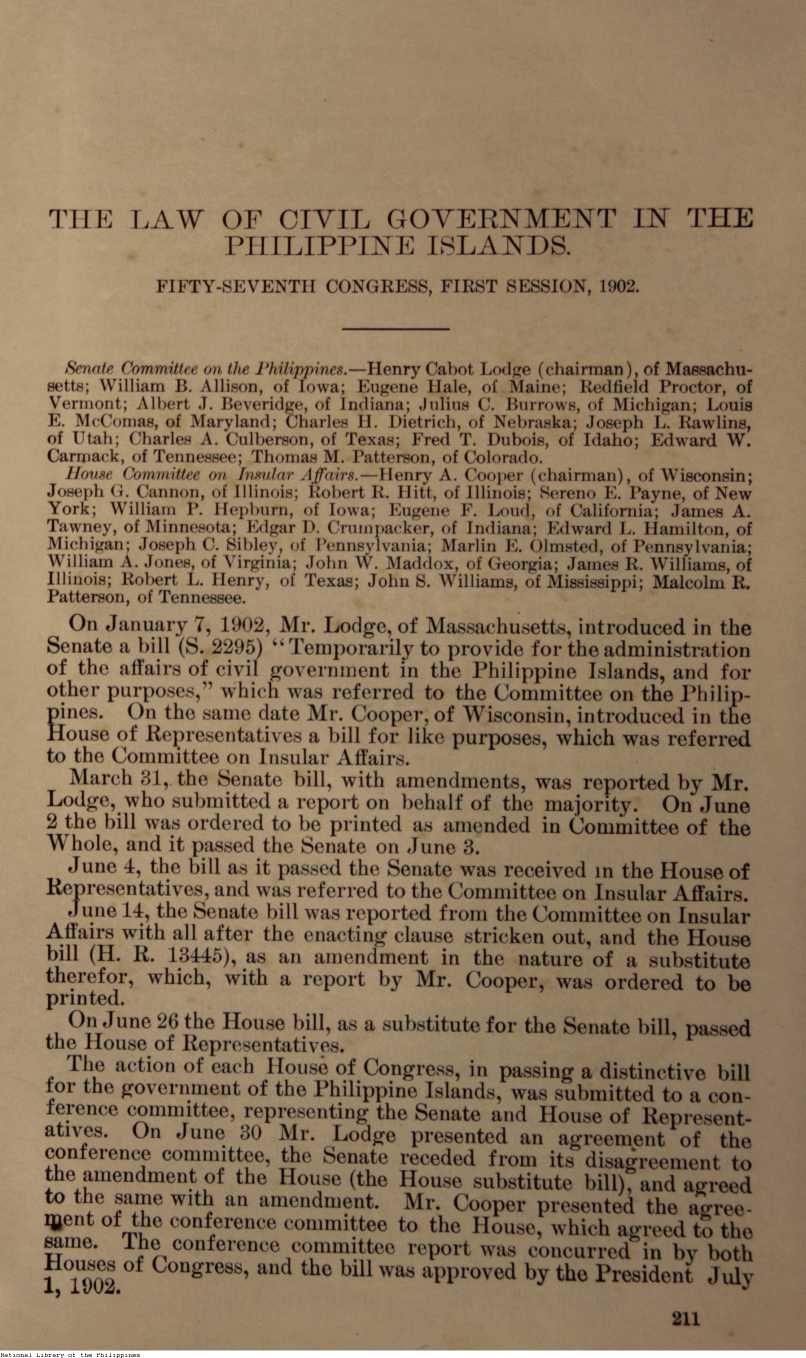 THE LAW OF CIVIL GOVERNMENT IN THE
PHILIPPINE ISLANDS.
FIFTY-SEVENTH CONGRESS, FIRST SESSION, 1902.
Senate Committee on the Philippines.—Henry Cabot Lodge (chairman), of Massachu-
setts; William B. Allison, of Iowa; Eugene Hale, of Maine; Redfield Proctor, of
Vermont; Albert J. Beveridge, of Indiana; Julius C. Burrows, of Michigan; Louis
E. McComas, of Maryland; Charles H. Dietrich, of Nebraska; Joseph L. Rawlins,
of Utah; Charles A. Culberson, of Texas; Fred T. Dubois, of Idaho; Edward W.
Carmack, of Tennessee; Thomas M. Patterson, of Colorado.
House Committee on Insular Affairs.—Henry A. Cooper (chairman), of Wisconsin;
Joseph G. Cannon, of Illinois; Robert R. Hitt, of Illinois; Sereno E. Payne, of New
York; William P. Hepburn, of Iowa; Eugene F. Loud, of California; James A.
Tawney, of Minnesota; Edgar D. Crumpacker, of Indiana; Edward L. Hamilton, of
Michigan; Joseph C. Sibley, of Pennsylvania; Marlin E. Olmsted, of Pennsylvania;
William A. Jones, of Virginia; John W. Maddox, of Georgia; James R. Williams, of
Illinois; Robert L. Henry, of Texas; John S. Williams, of Mississippi; Malcolm R.
Patterson, of Tennessee.
On January 7, 1902, Mr. Lodge, of Massachusetts, introduced in the
Senate a bill (S. 2295) “Temporarily to provide for the administration
of the affairs of civil government in the Philippine Islands, and for
other purposes,” which was referred to the Committee on the Philip-
pines. On the same date Mr. Cooper, of Wisconsin, introduced in the
House of Representatives a bill for like purposes, which was referred
to the Committee on Insular Affairs.
March 31, the Senate bill, with amendments, was reported by Mr.
Lodge, who submitted a report on behalf of the majority. On June
2 the bill was ordered to be printed as amended in Committee of the
Whole, and it passed the Senate on June 3.
June 4, the bill as it passed the Senate was received in the House of
Representatives, and was referred to the Committee on Insular Affairs.
June 14, the Senate bill was reported from the Committee on Insular
Affairs with all after the enacting clause stricken out, and the House
bill (H. R. 13445), as an amendment in the nature of a substitute
therefor, which, with a report by Mr. Cooper, was ordered to be
printed.
On June 26 the House bill, as a substitute for the Senate bill, passed
the House of Representatives.
The action of each House of Congress, in passing a distinctive bill
for the government of the Philippine Islands, was submitted to a con-
ference committee, representing the Senate and House of Represent-
atives. On June 30 Mr. Lodge presented an agreement of the
conference committee, the Senate receded from its disagreement to
the amendment of the House (the House substitute bill), and agreed
to the same with an amendment. Mr. Cooper presented the agree-
ment of the conference committee to the House, which agreed to the
same. The conference committee report was concurred in by both
Houses of Congress, and the bill was approved by the President July
1, 1902.
211
National Library of the Philippines